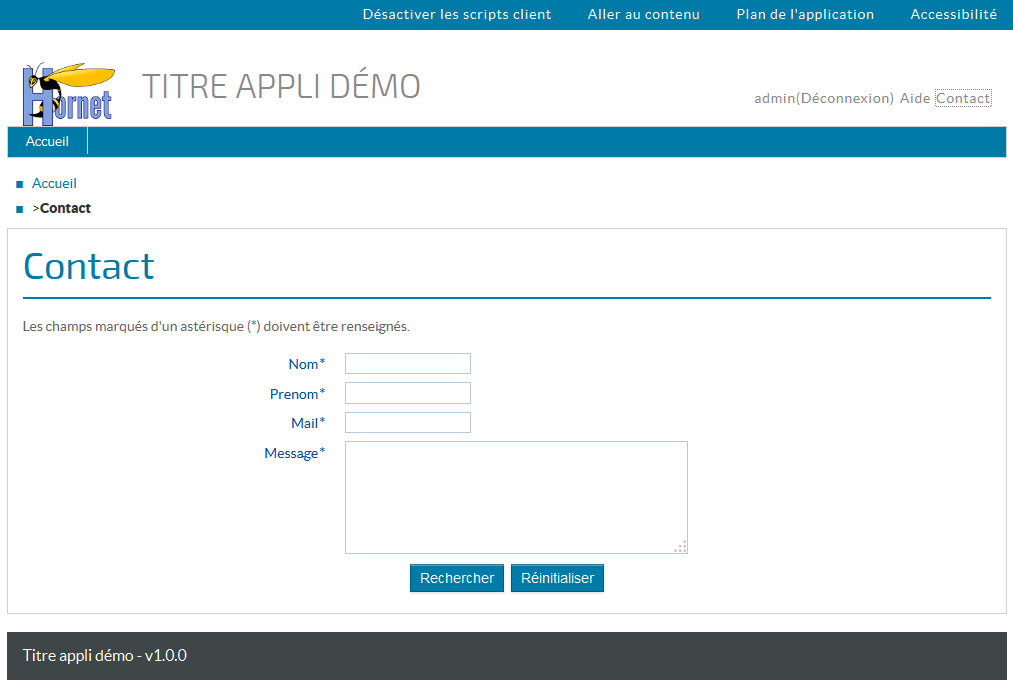 Désactiver les scripts client Aller au contenu Plan de l'application Accessibilité
Hornet
TITRE APPLI DÉMO
admin(Déconnexion) Aide Contact
Accueil
Accueil
>Contact
Contact
Les champs marqués d'un astérisque (*) doivent être renseignés.
Nom*
Prenom*
Mail*
Message*
Rechercher Réinitialiser
Titre appli démo - v1.0.0